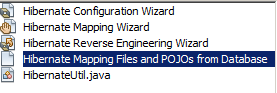 Hibernate Configuration Wizard
Hibernate Mapping Wizard
Hibernate Reverse Engineering Wizard
Hibernate Mapping Files and POJOs from Database
HibernateUtil.java